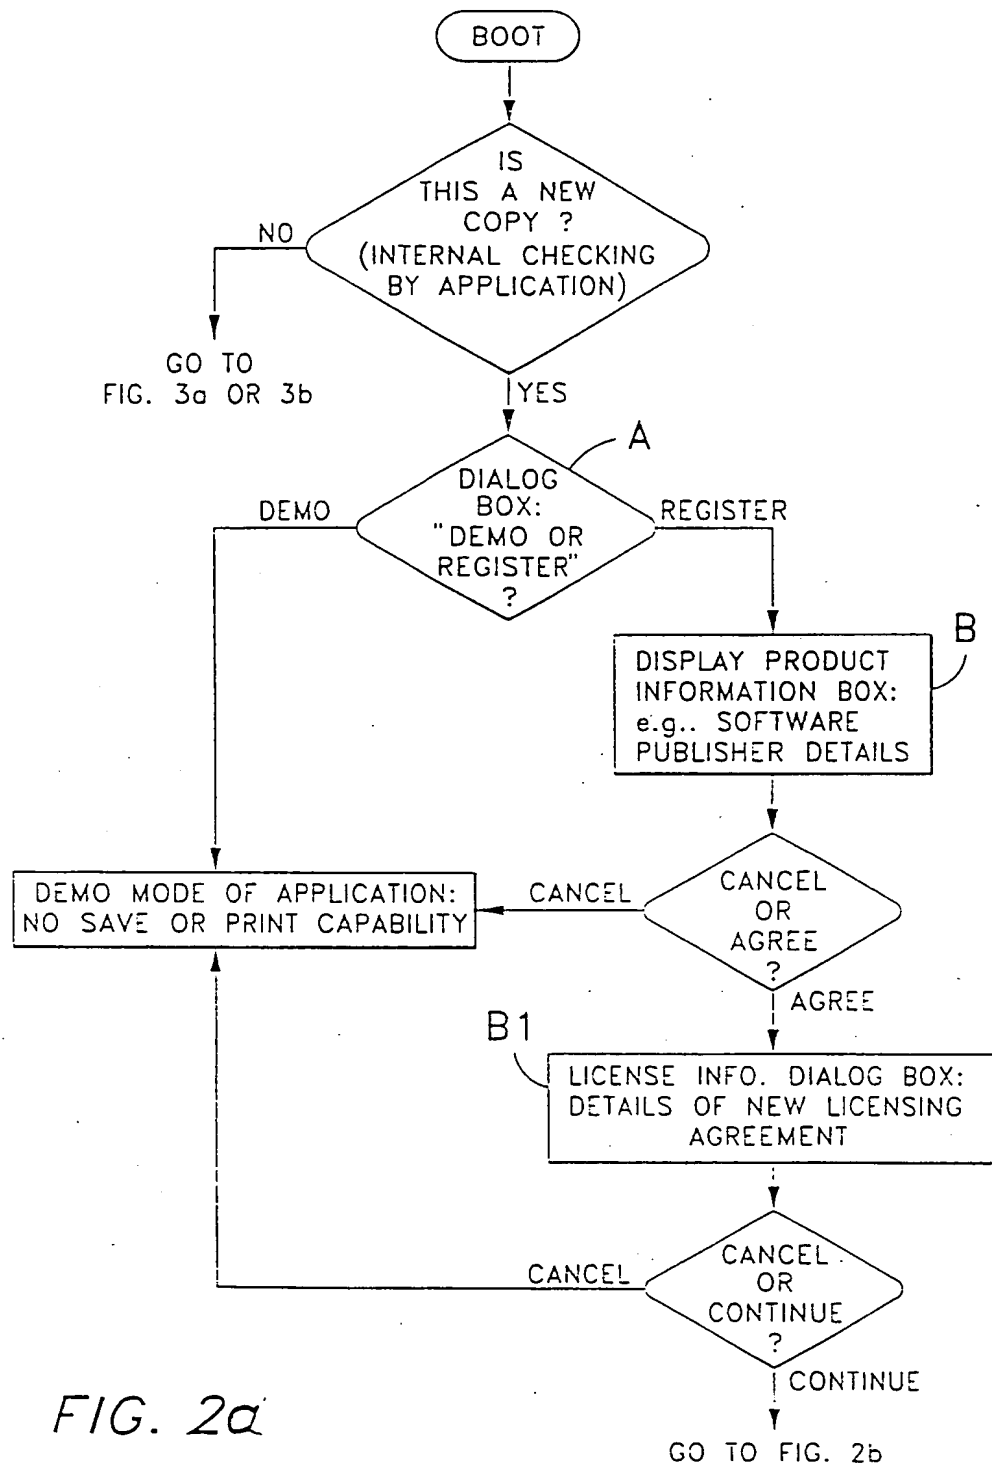 BOOT
IS
THIS A NEW
COPY ?
(INTERNAL CHECKING
BY APPLICATION)
NO
GO TO
FIG. 3a OR 3b
YES
A
DIALOG
BOX:
"DEMO OR
REGISTER"
?
DEMO
REGISTER
B
DISPLAY PRODUCT
INFORMATION BOX:
e.g.. SOFTWARE
PUBLISHER DETAILS
DEMO MODE OF APPLICATION:
NO SAVE OR PRINT CAPABILITY
CANCEL
CANCEL
OR
AGREE
?
AGREE
B1
LICENSE INFO. DIALOG BOX:
DETAILS OF NEW LICENSING
AGREEMENT
CANCEL
CANCEL
OR
CONTINUE
?
CONTINUE
GO TO FIG. 2b
FIG. 2a